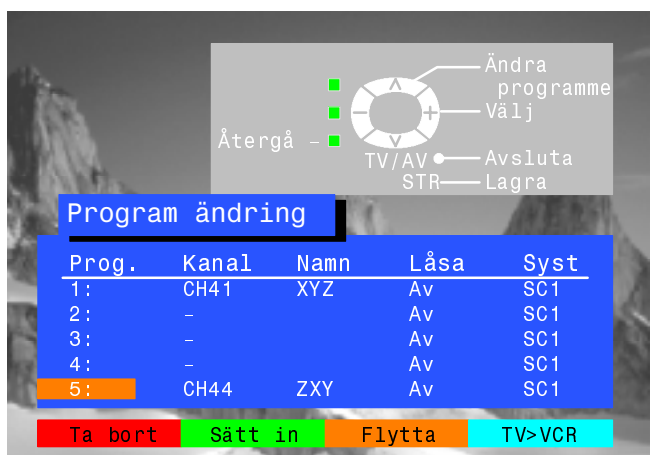 Ändra
programme
Välj
Återgå –
TV/AV Avsluta
STR Lagra
Program ändring
Prog. Kanal Namn Låsa Syst
1: CH41 XYZ Av SC1
2: – Av SC1
3: – Av SC1
4: – Av SC1
5: CH44 ZXY Av SC1
Ta bort Sätt in Flytta TV>VCR